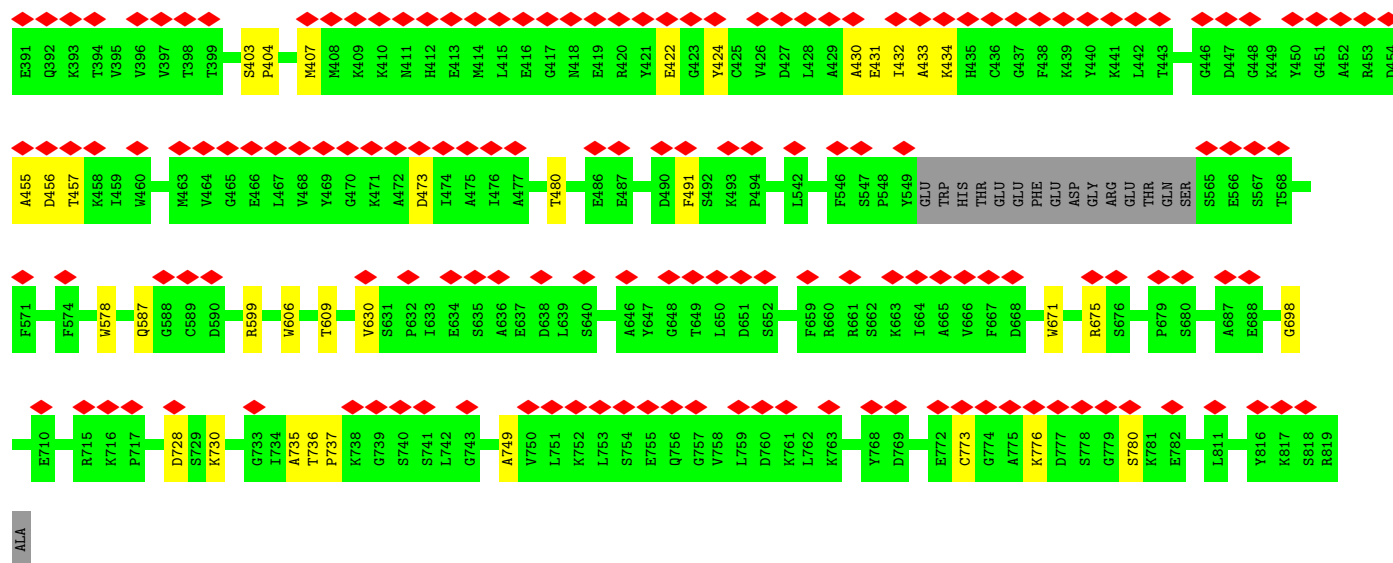 E391 Q392 K393 T394 V395 V396 V397 T398 T399 S403 P404 M407 M408 K409 K410 N411 H412 E413 M414 L415 E416 G417 N418 E419 R420 Y421 E422 G423 Y424 C425 V426 D427 L428 A429 A430 E431 I432 A433 K434 H435 C436 G437 F438 K439 Y440 K441 L442 T443 G446 D447 G448 K449 Y450 G451 A452 R453 D454
A455 D456 T457 K458 I459 W460 M463 V464 G465 E466 L467 V468 Y469 G470 K471 A472 D473 I474 A475 I476 A477 T480 E486 E487 D490 F491 S492 K493 P494 L542 F546 S547 P548 Y549 GLU TRP HIS THR GLU GLU PHE GLU ASP GLY ARG GLU THR GLN SER S565 E566 S567 T568
F571 F574 W578 Q587 G588 C589 D590 R599 W606 T609 V630 S631 P632 I633 E634 S635 A636 E637 D638 L639 S640 A646 Y647 G648 T649 L650 D651 S652 F659 R660 R661 S662 K663 I664 A665 V666 F667 D668 W671 R675 S676 P679 S680 A687 E688 G698
E710 R715 K716 P717 D728 S729 K730 G733 I734 A735 T736 P737 K738 G739 S740 S741 L742 G743 A749 V750 L751 K752 L753 S754 E755 Q756 G757 V758 L759 D760 K761 L762 K763 Y768 D769 E772 C773 G774 A775 K776 D777 S778 G779 S780 K781 E782 L811 Y816 K817 S818 R819
ALA